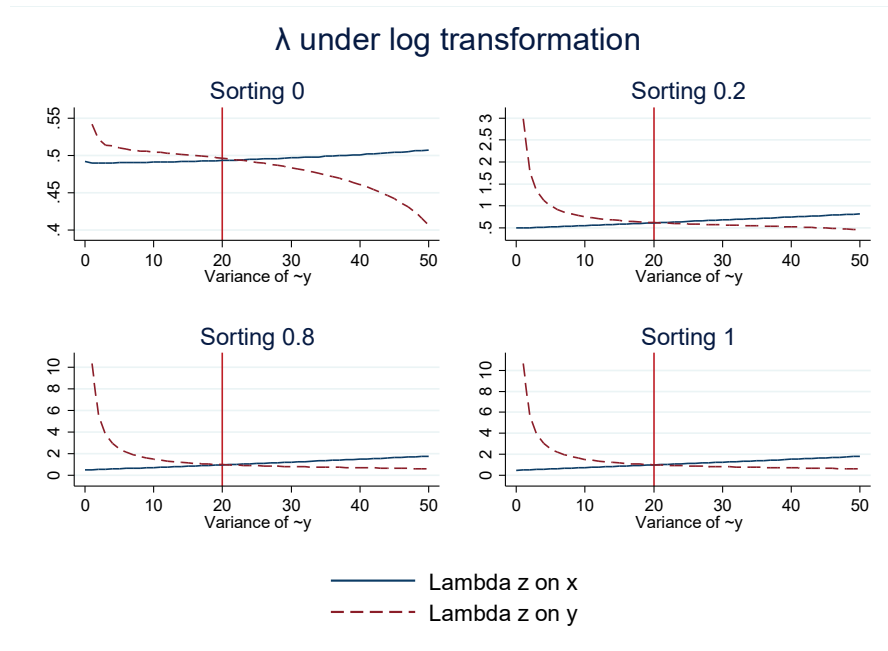 λ under log transformation
Sorting 0
.55
.5
.45
.4
0 10 20 30 40 50
Variance of ~y
Sorting 0.2
3
2.5
2
1.5
1
.5
0 10 20 30 40 50
Variance of ~y
Sorting 0.8
10
8
6
4
2
0
0 10 20 30 40 50
Variance of ~y
Sorting 1
10
8
6
4
2
0
0 10 20 30 40 50
Variance of ~y
Lambda z on x
Lambda z on y